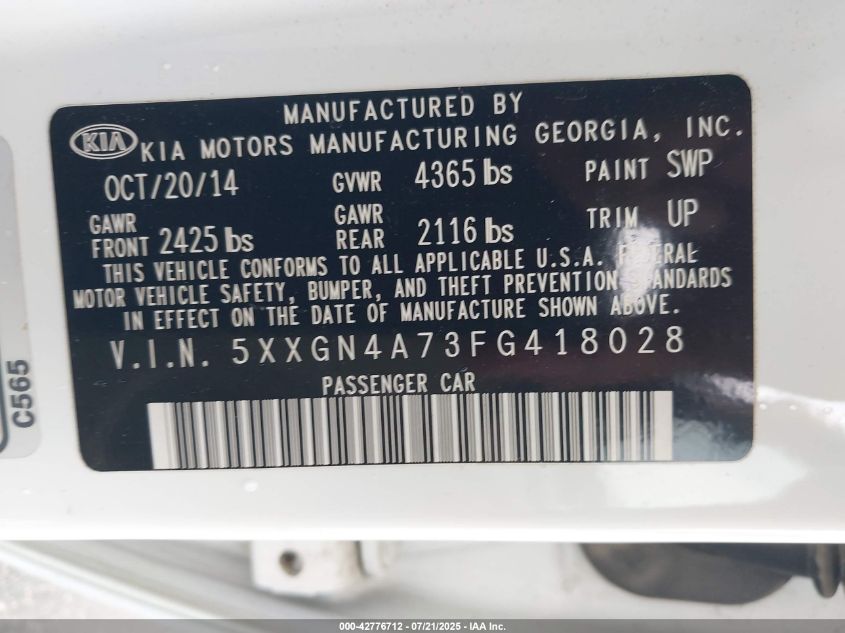 MANUFACTURED BY
KIA KIA MOTORS MANUFACTURING GEORGIA, INC.
OCT/20/14 GVWR 4365 lbs PAINT SWP
GAWR FRONT 2425 lbs GAWR REAR 2116 lbs TRIM UP
THIS VEHICLE CONFORMS TO ALL APPLICABLE U.S.A. FEDERAL
MOTOR VEHICLE SAFETY, BUMPER, AND THEFT PREVENTION STANDARDS
IN EFFECT ON THE DATE OF MANUFACTURE SHOWN ABOVE.
V.I.N. 5XXGN4A73FG418028
PASSENGER CAR
C565
000-42776712 - 07/21/2025 - IAA Inc.